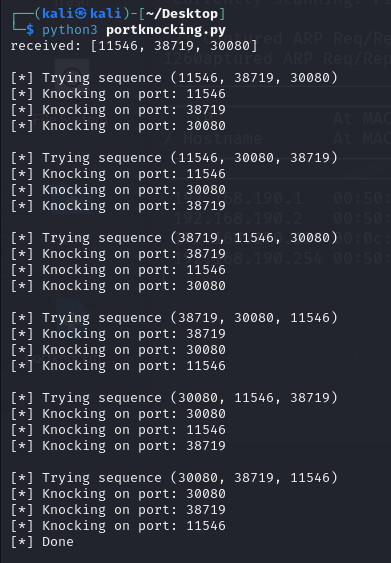 (kali㉿kali)-[~/Desktop]
$ python3 portknocking.py
received: [11546, 38719, 30080]
[*] Trying sequence (11546, 38719, 30080)
[*] Knocking on port: 11546
[*] Knocking on port: 38719
[*] Knocking on port: 30080
[*] Trying sequence (11546, 30080, 38719)
[*] Knocking on port: 11546
[*] Knocking on port: 30080
[*] Knocking on port: 38719
[*] Trying sequence (38719, 11546, 30080)
[*] Knocking on port: 38719
[*] Knocking on port: 11546
[*] Knocking on port: 30080
[*] Trying sequence (38719, 30080, 11546)
[*] Knocking on port: 38719
[*] Knocking on port: 30080
[*] Knocking on port: 11546
[*] Trying sequence (30080, 11546, 38719)
[*] Knocking on port: 30080
[*] Knocking on port: 11546
[*] Knocking on port: 38719
[*] Trying sequence (30080, 38719, 11546)
[*] Knocking on port: 30080
[*] Knocking on port: 38719
[*] Knocking on port: 11546
[*] Done